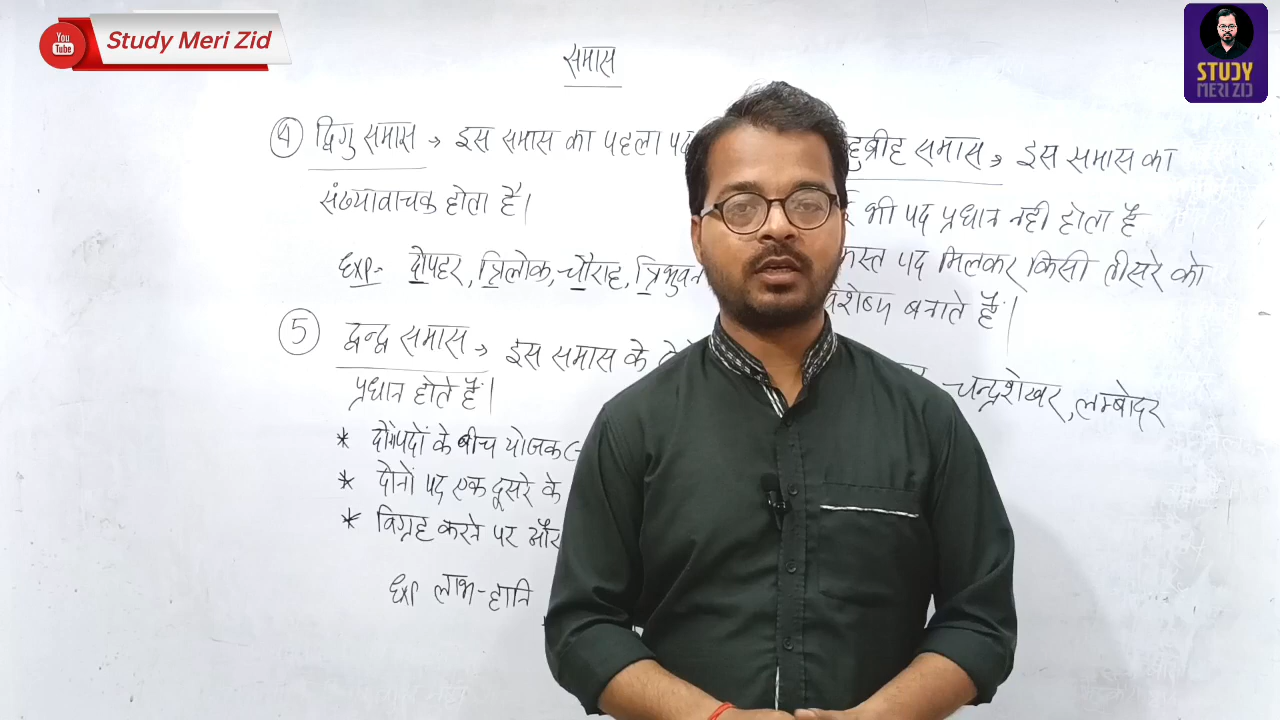 You Tube
Study Meri Zid
STUDY
MERI ZID
समास
④ द्विगु समास → इस समास का पहला पद
संख्यावाचक होता है।
Exp- दोपहर, त्रिलोक, चौराह, त्रिभुवन
⑤ द्वन्द्व समास → इस समास के
प्रधान होते हैं।
* दोनोंपदों के बीच योजक (-
* दोनों पद एक दूसरे के
* विग्रह करने पर और
Exp लाभ-हानि
हुब्रीह समास → इस समास का
भी पद प्रधान नही होता है
पद मिलकर किसी तीसरे को
विशेष्य बनाते हैं।
चन्द्रशेखर, लम्बोदर